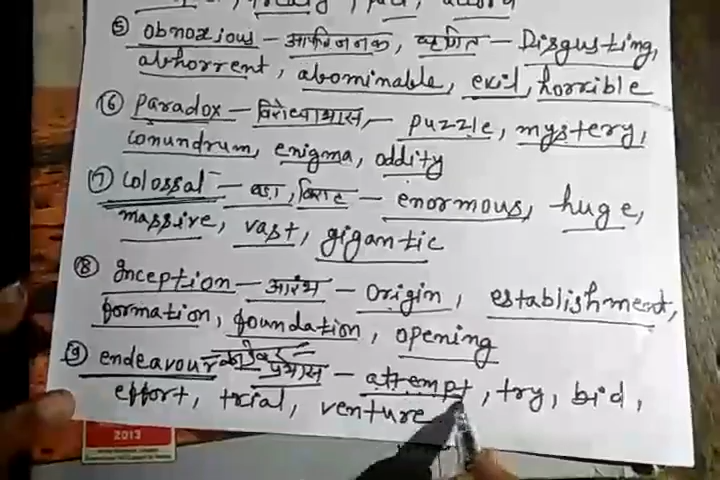 ⑤ obnoxious - आपत्तिजनक, घृणित - Disgusting,
abhorrent, abominable, evil, horrible
⑥ paradox - विरोधाभास, - puzzle, mystery,
conundrum, enigma, oddity
⑦ colossal - बड़ा, विराट - enormous, huge,
massive, vast, gigantic
⑧ Inception - आरंभ - origin, establishment,
formation, foundation, opening
⑨ endeavour - प्रयास - attempt, try, bid,
effort, trial, venture
2013